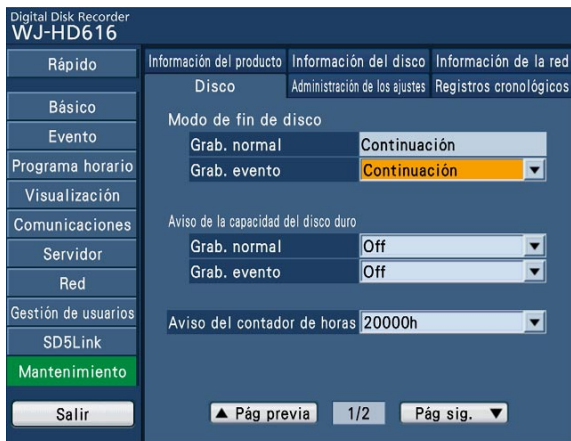 Digital Disk Recorder
WJ-HD616
Rápido
Básico
Evento
Programa horario
Visualización
Comunicaciones
Servidor
Red
Gestión de usuarios
SD5Link
Mantenimiento
Salir
Información del producto Información del disco Información de la red
Disco Administración de los ajustes Registros cronológicos
Modo de fin de disco
Grab. normal Continuación
Grab. evento Continuación
Aviso de la capacidad del disco duro
Grab. normal Off
Grab. evento Off
Aviso del contador de horas 20000h
▲ Pág previa 1/2 Pág sig. ▼